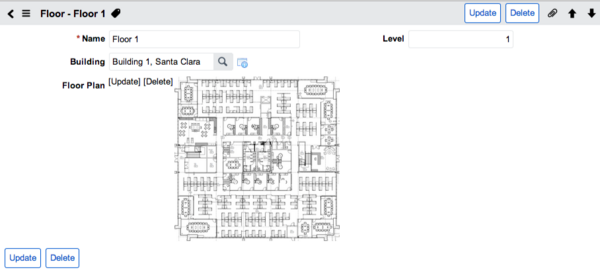 Floor - Floor 1 Update Delete
* Name Floor 1 Level 1
Building Building 1, Santa Clara
Floor Plan [Update] [Delete]
Update Delete